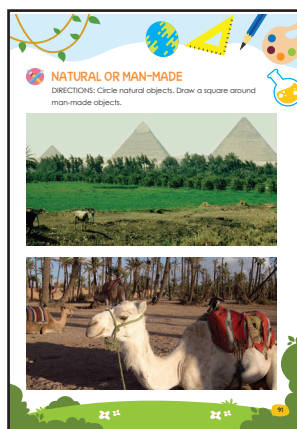 NATURAL OR MAN-MADE
DIRECTIONS: Circle natural objects. Draw a square around
man-made objects.
91